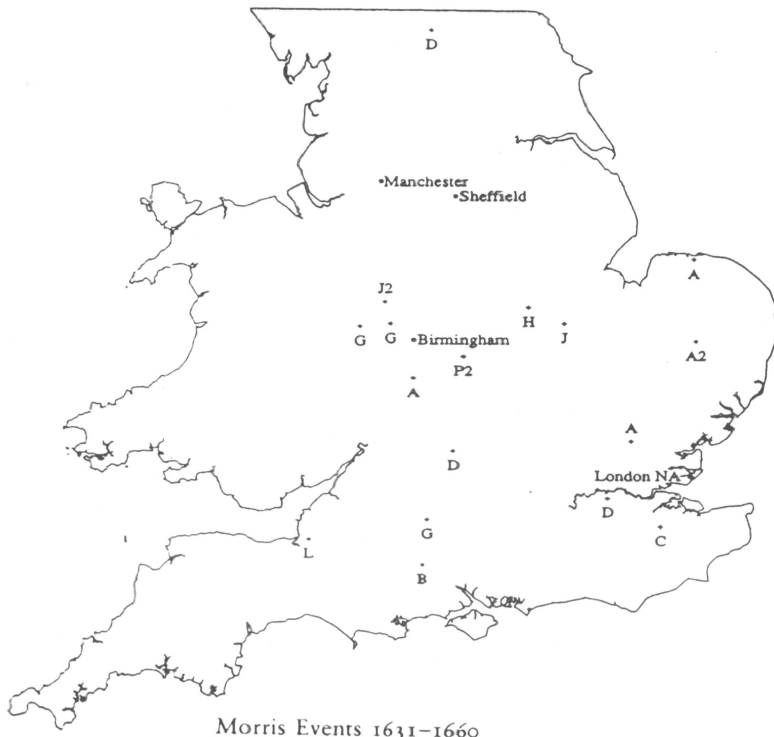 D
Manchester
Sheffield
A
J2
H
J
G
G
Birmingham
A2
P2
A
A
D
London NA
D
G
C
L
B
Morris Events 1631–1660